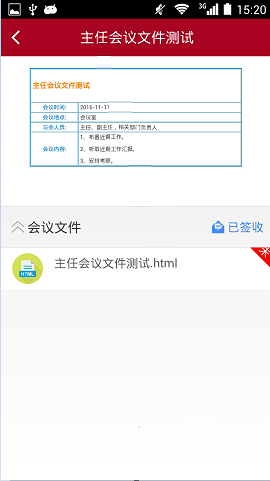 3G 15:20
主任会议文件测试
主任会议文件测试
会议时间: 2016-11-11
会议地点: 会议室
与会人员: 主任、副主任，相关部门负责人
会议内容: 1、布置近期工作。
2、听取近期工作汇报。
3、安排考察。
会议文件 已签收
主任会议文件测试.html
HTML